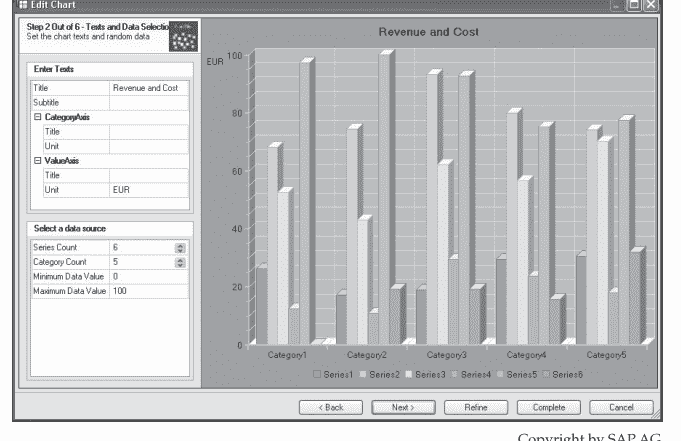 Edit Chart
Step 2 Out of 6 - Texts and Data Selectio
Set the chart texts and random data
Enter Texts
Title Revenue and Cost
Subtitle
CategoryAxis
Title
Unit
ValueAxis
Title
Unit EUR
Select a data source
Series Count 6
Category Count 5
Minimum Data Value 0
Maximum Data Value 100
Revenue and Cost
EUR 100
80
60
40
20
0
Category1 Category2 Category3 Category4 Category5
Series1 Series2 Series3 Series4 Series5 Series6
< Back Next > Refine Complete Cancel
Copyright by SAP AG